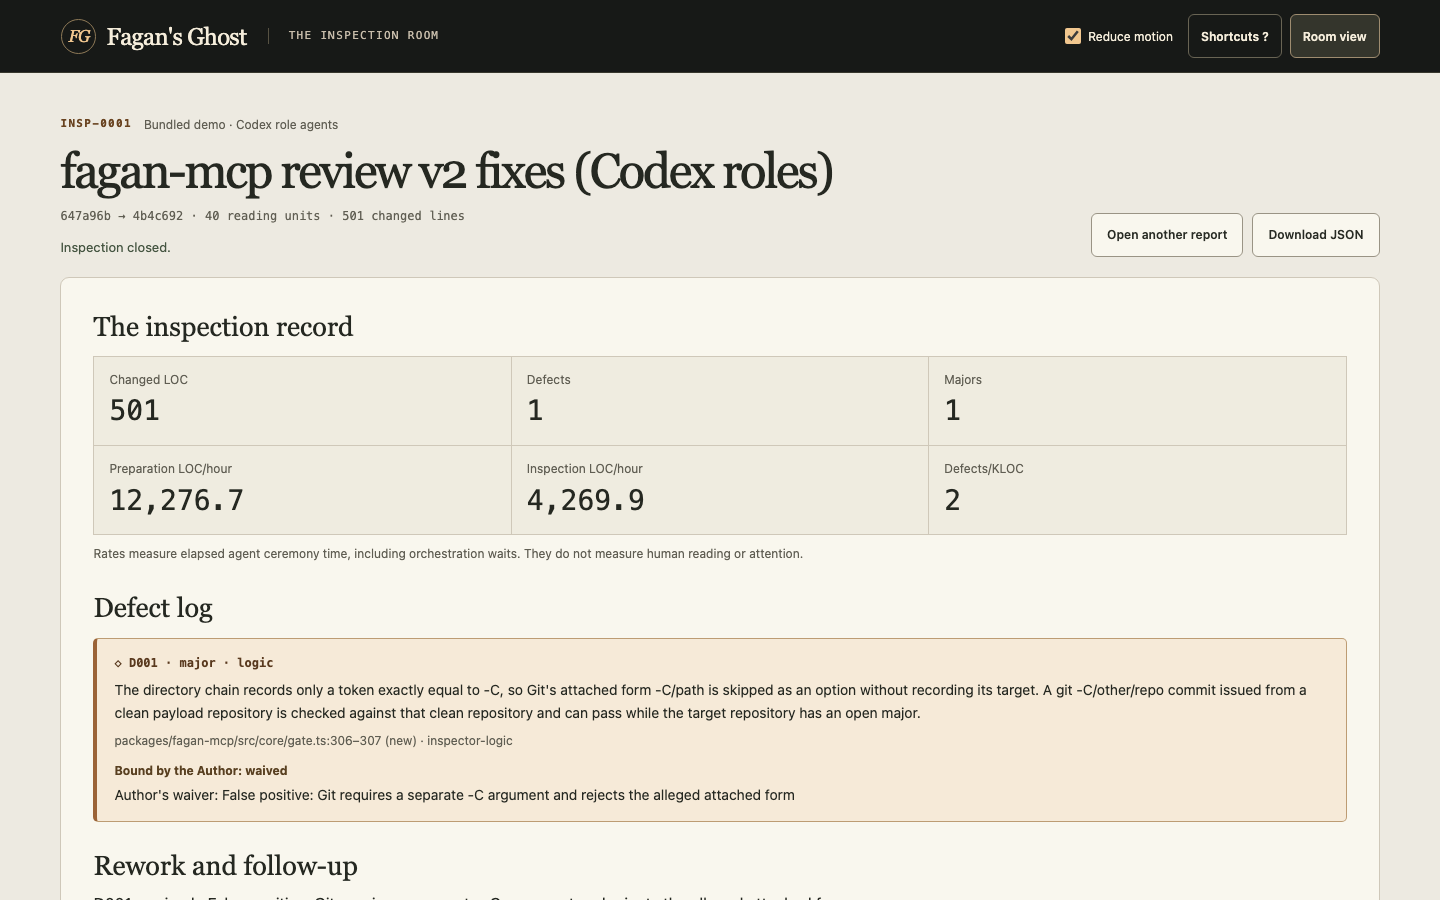 FG Fagan's Ghost THE INSPECTION ROOM Reduce motion Shortcuts ? Room view
INSP-0001 Bundled demo · Codex role agents
fagan-mcp review v2 fixes (Codex roles)
647a96b → 4b4c692 · 40 reading units · 501 changed lines
Inspection closed.
Open another report Download JSON
The inspection record
Changed LOC Defects Majors
501 1 1
Preparation LOC/hour Inspection LOC/hour Defects/KLOC
12,276.7 4,269.9 2
Rates measure elapsed agent ceremony time, including orchestration waits. They do not measure human reading or attention.
Defect log
◇ D001 · major · logic
The directory chain records only a token exactly equal to -C, so Git's attached form -C/path is skipped as an option without recording its target. A git -C/other/repo commit issued from a
clean payload repository is checked against that clean repository and can pass while the target repository has an open major.
packages/fagan-mcp/src/core/gate.ts:306–307 (new) · inspector-logic
Bound by the Author: waived
Author's waiver: False positive: Git requires a separate -C argument and rejects the alleged attached form
Rework and follow-up